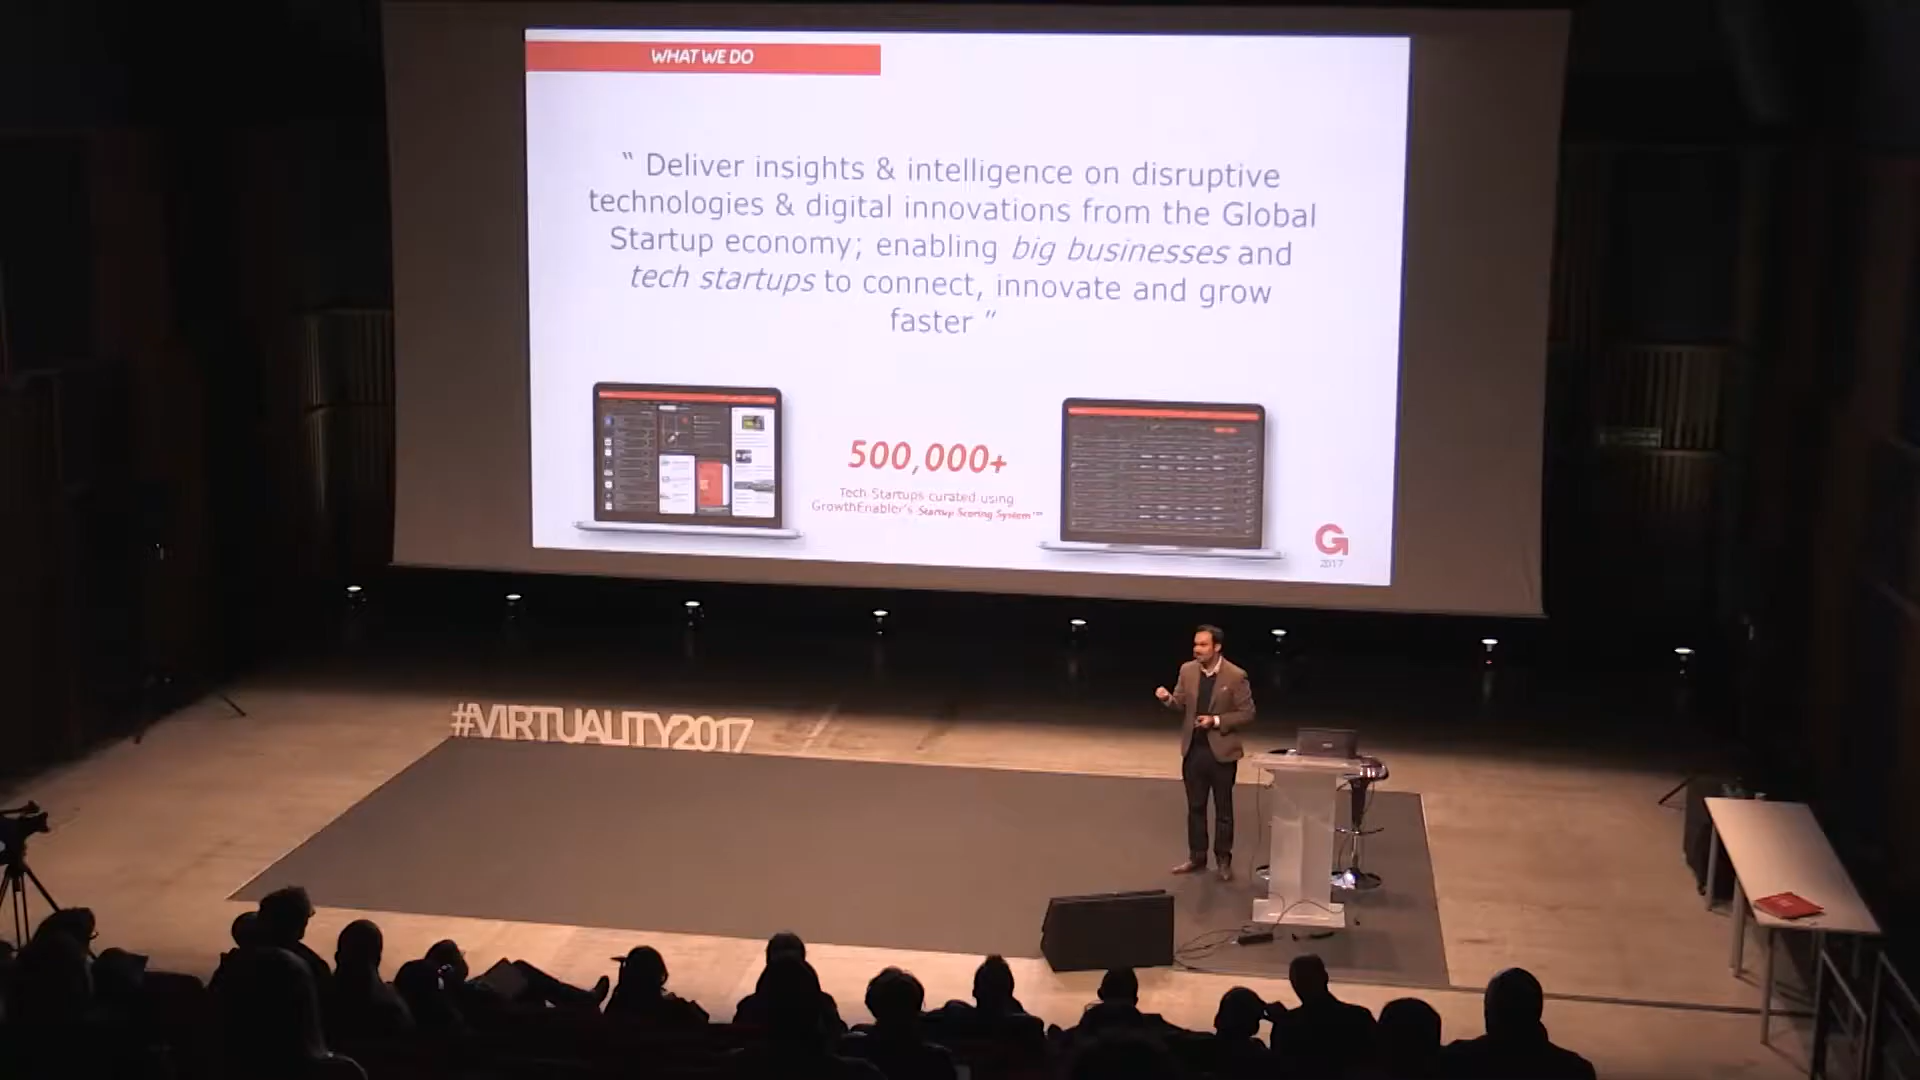 WHAT WE DO
“ Deliver insights & intelligence on disruptive
technologies & digital innovations from the Global
Startup economy; enabling big businesses and
tech startups to connect, innovate and grow
faster ”
500,000+
Tech Startups curated using
GrowthEnabler's Startup Scoring System™
G
2017
#VIRTUALITY2017